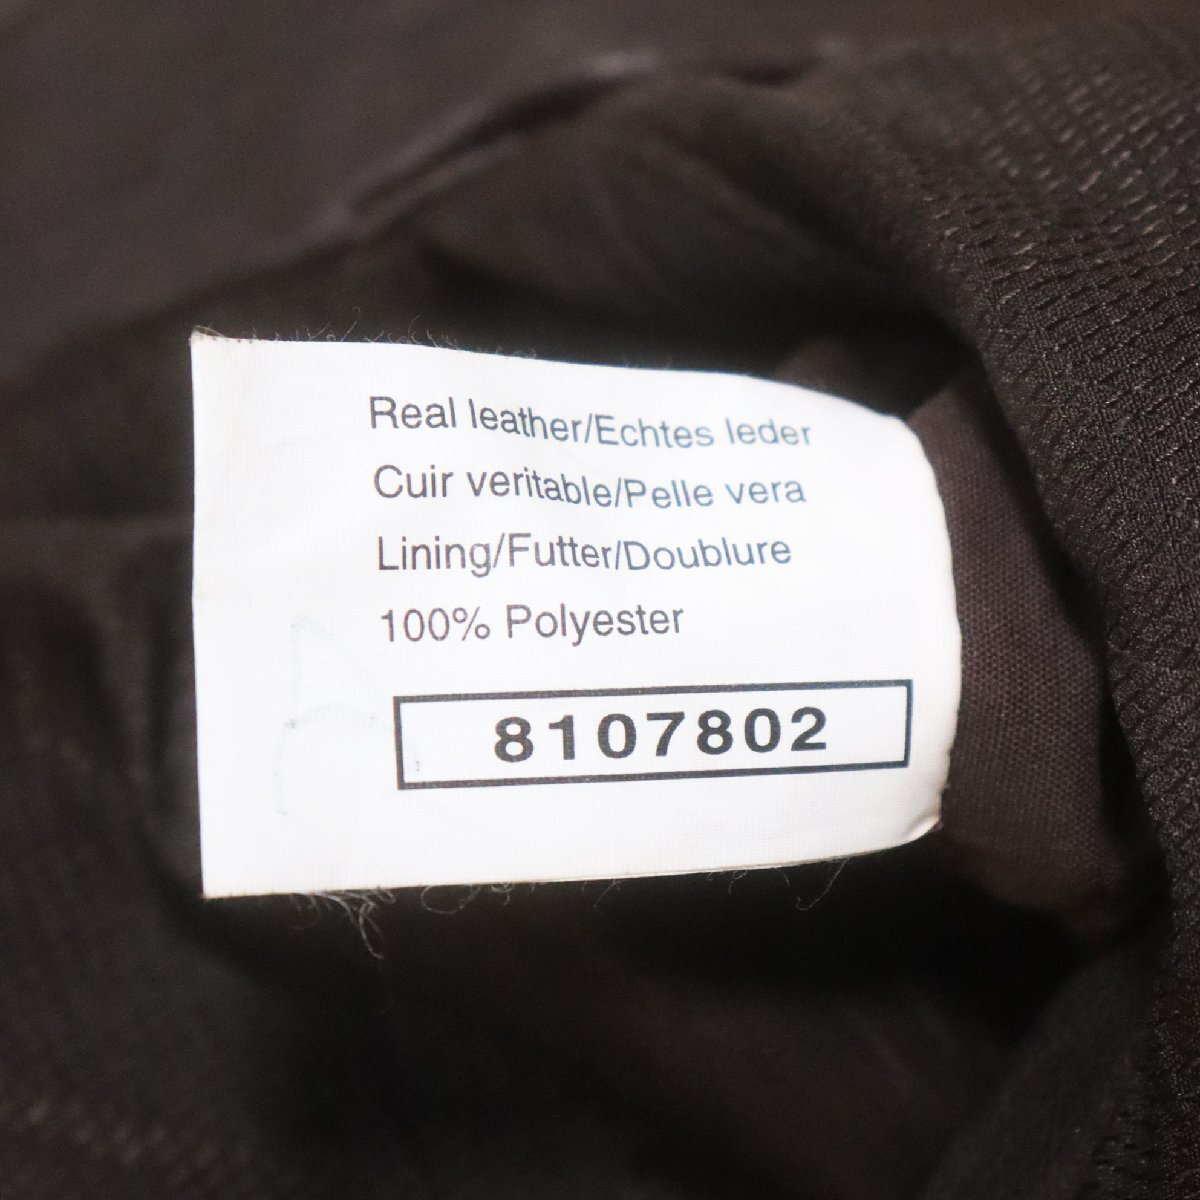 Real leather/Echtes leder
Cuir veritable/Pelle vera
Lining/Futter/Doublure
100% Polyester
8107802